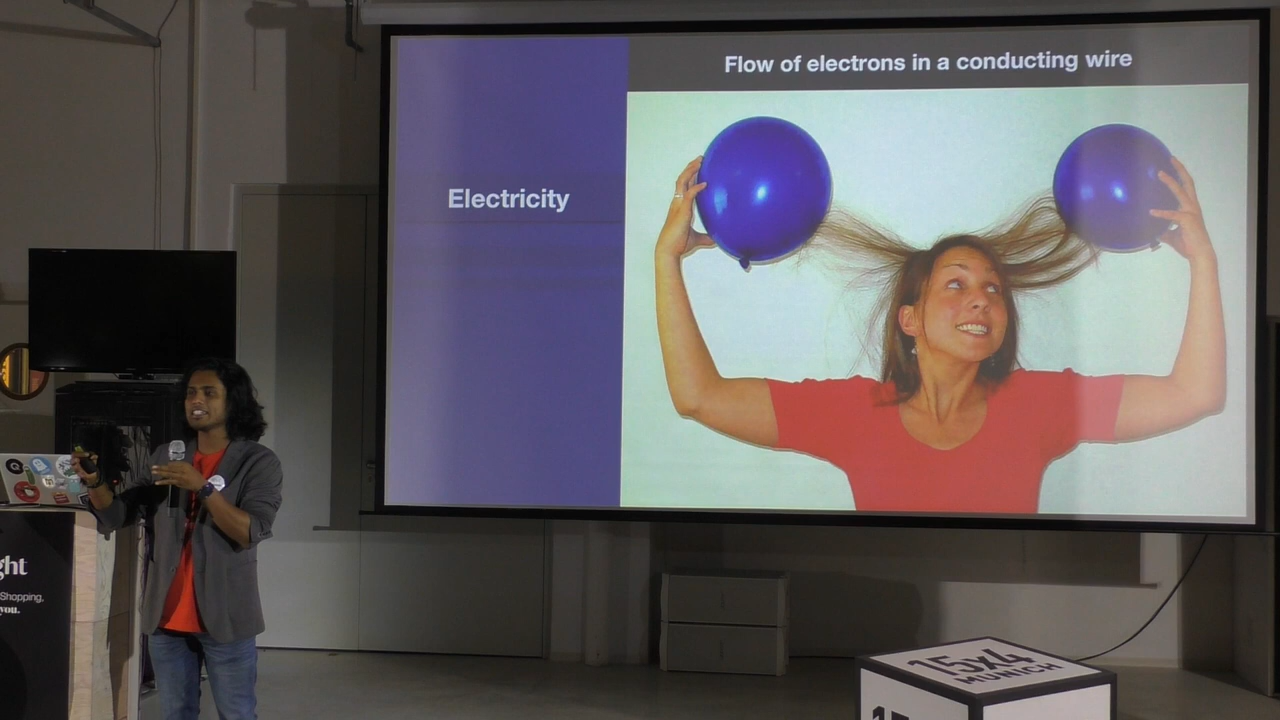 Flow of electrons in a conducting wire
Electricity
ght
Shopping,
you.
15x4
MUNICH